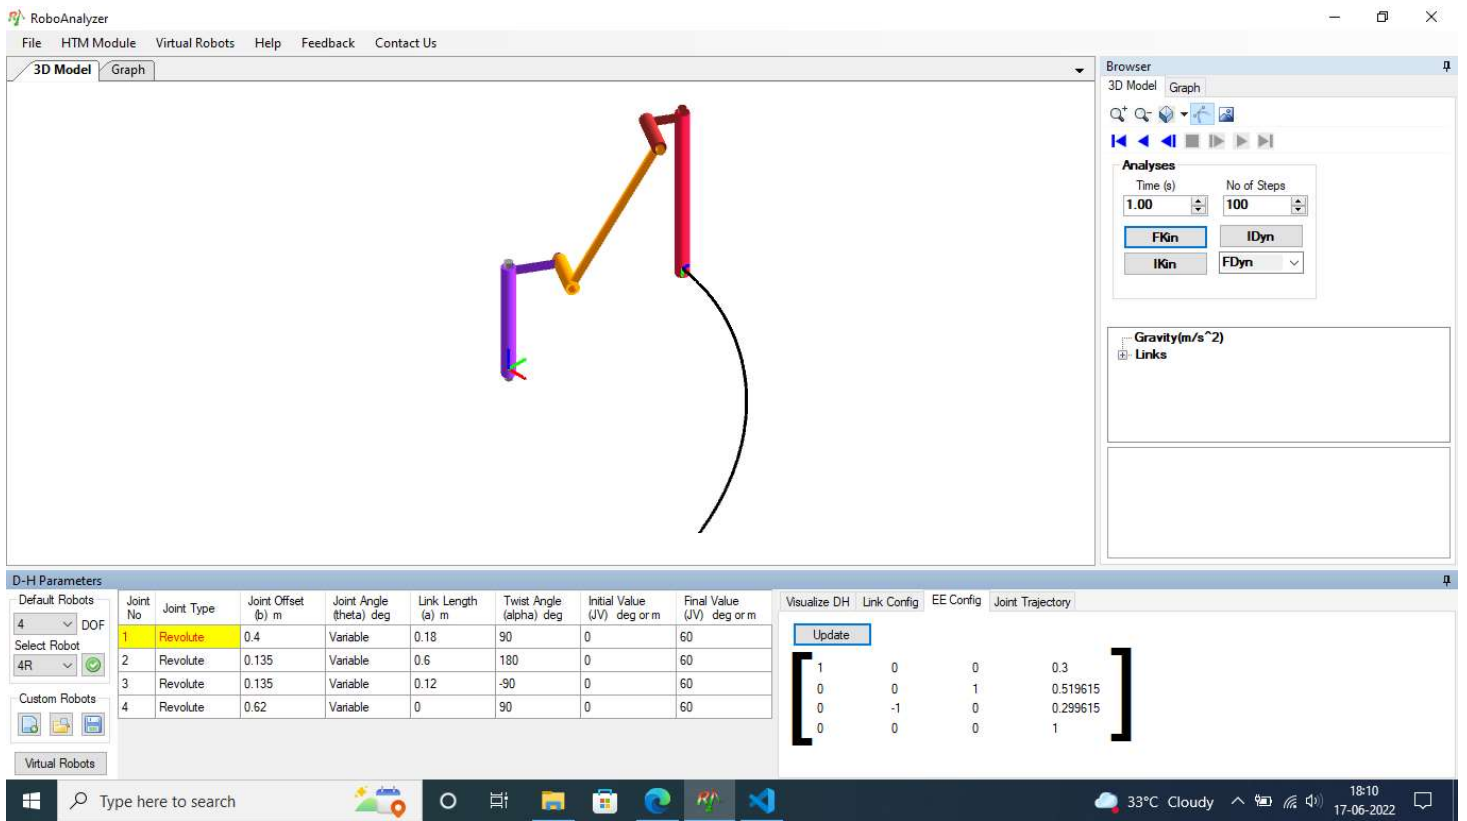 RoboAnalyzer
File HTM Module Virtual Robots Help Feedback Contact Us
3D Model Graph
Browser
3D Model Graph
Analyses
Time (s) No of Steps
1.00 100
FKin IDyn
IKin FDyn
Gravity(m/s^2)
Links
D-H Parameters
Default Robots
4 DOF
Select Robot
4R
Custom Robots
Virtual Robots
Joint No Joint Type Joint Offset (b) m Joint Angle (theta) deg Link Length (a) m Twist Angle (alpha) deg Initial Value (JV) deg or m Final Value (JV) deg or m
1 Revolute 0.4 Variable 0.18 90 0 60
2 Revolute 0.135 Variable 0.6 180 0 60
3 Revolute 0.135 Variable 0.12 -90 0 60
4 Revolute 0.62 Variable 0 90 0 60
Visualize DH Link Config EE Config Joint Trajectory
Update
1 0 0 0.3
0 0 1 0.519615
0 -1 0 0.299615
0 0 0 1
Type here to search
33°C Cloudy
18:10
17-06-2022